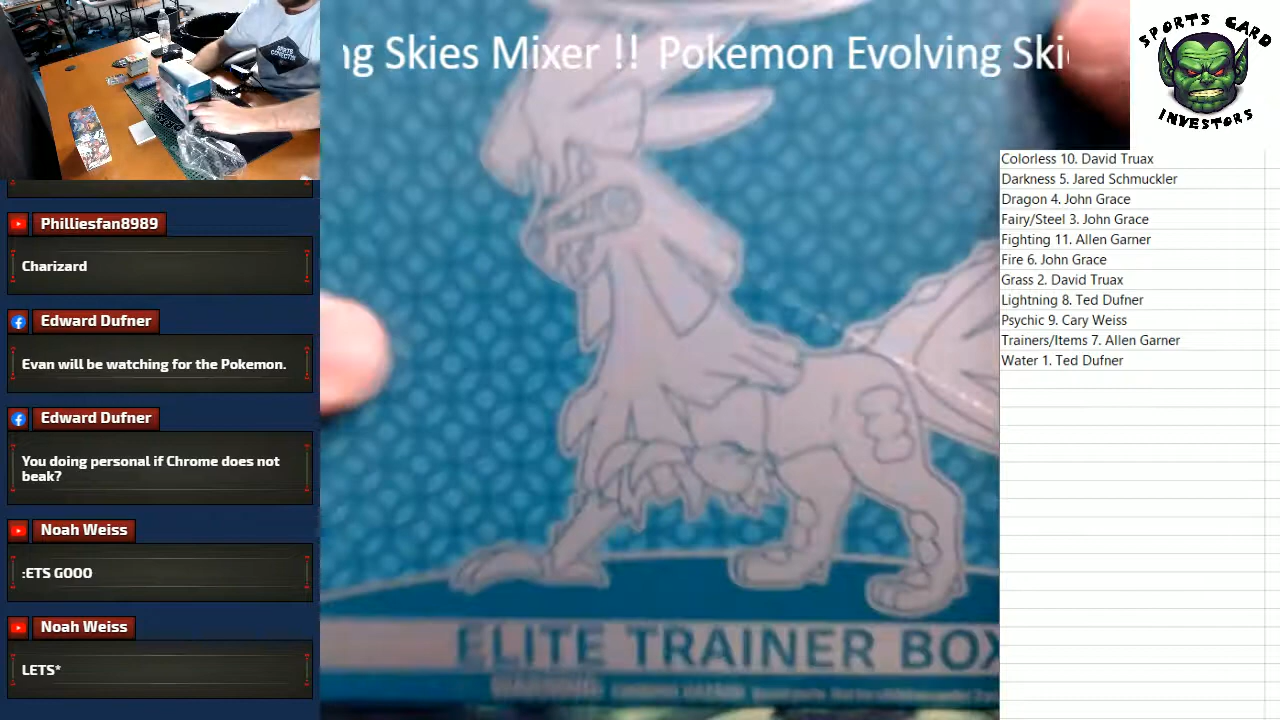 ng Skies Mixer !! Pokemon Evolving Ski
SPORTS CARD
INVESTORS
Phillliesfan8989
Charizard
Edward Dufner
Evan will be watching for the Pokemon.
Edward Dufner
You doing personal if Chrome does not
beak?
Noah Weiss
:ETS GOOO
Noah Weiss
LETS*
Colorless 10. David Truax
Darkness 5. Jared Schmuckler
Dragon 4. John Grace
Fairy/Steel 3. John Grace
Fighting 11. Allen Garner
Fire 6. John Grace
Grass 2. David Truax
Lightning 8. Ted Dufner
Psychic 9. Cary Weiss
Trainers/Items 7. Allen Garner
Water 1. Ted Dufner
ELITE TRAINER BOX
WARNING: